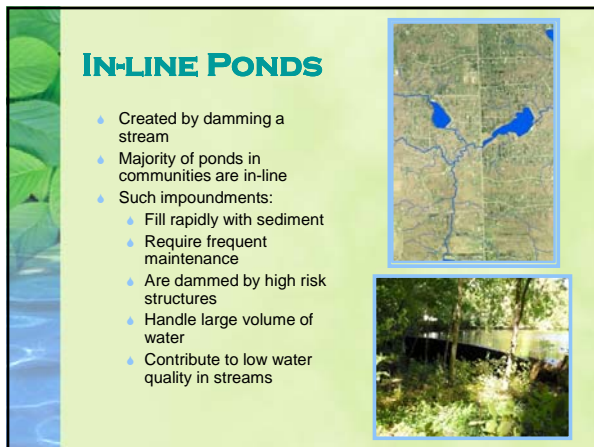 IN-LINE PONDS
Created by damming a
stream
Majority of ponds in
communities are in-line
Such impoundments:
Fill rapidly with sediment
Require frequent
maintenance
Are dammed by high risk
structures
Handle large volume of
water
Contribute to low water
quality in streams